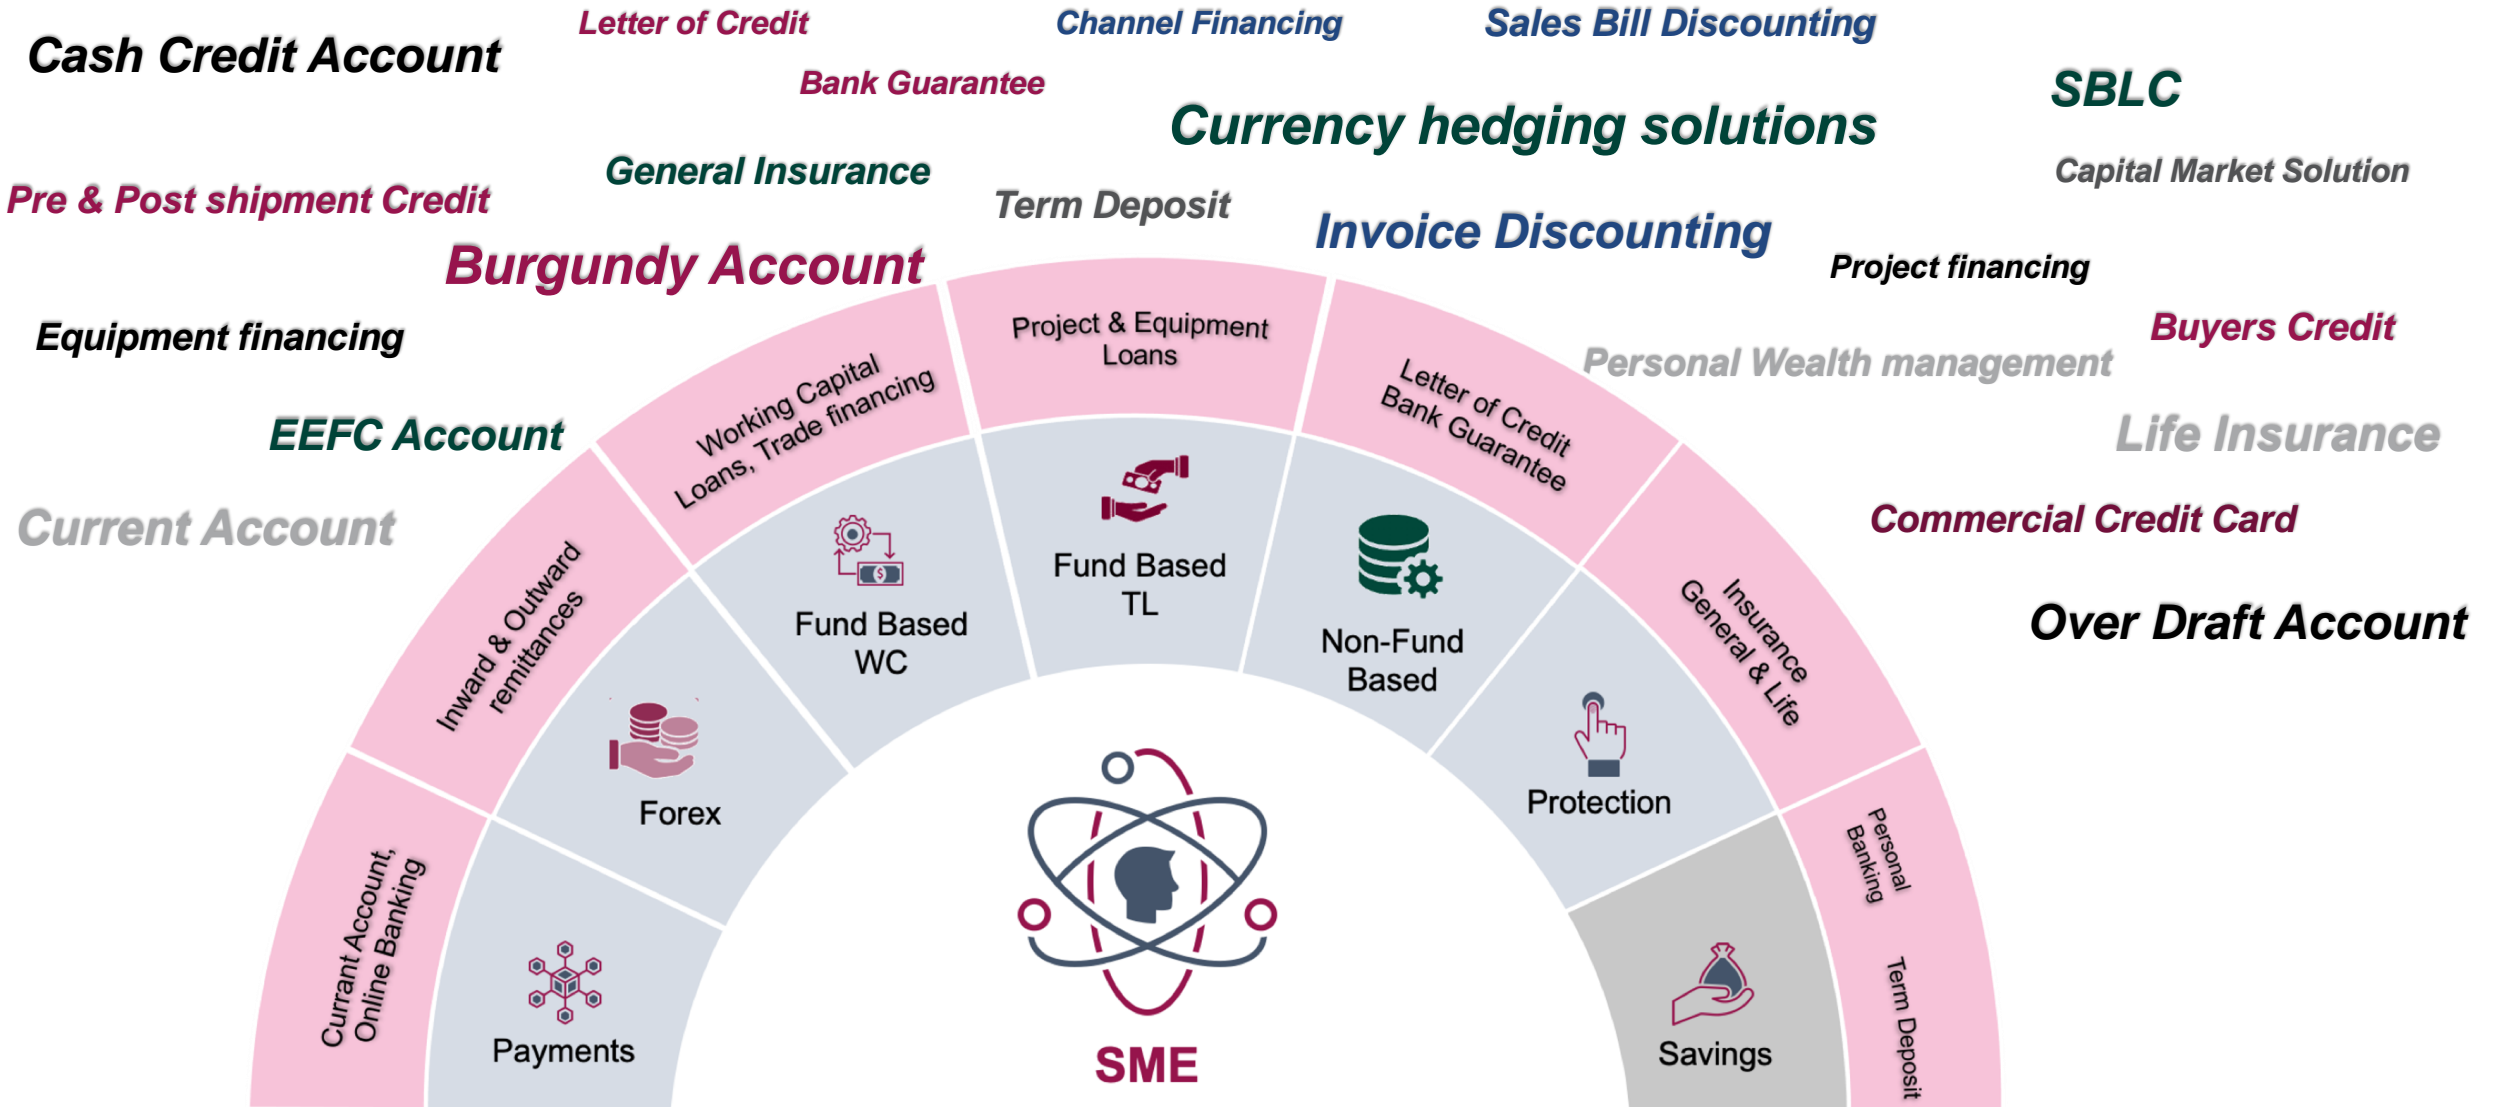 Letter of Credit
Channel Financing
Sales Bill Discounting
Cash Credit Account
Bank Guarantee
SBLC
Currency hedging solutions
General Insurance
Capital Market Solution
Pre & Post shipment Credit
Term Deposit
Invoice Discounting
Burgundy Account
Project financing
Equipment financing
Buyers Credit
Personal Wealth management
EEFC Account
Life Insurance
Current Account
Commercial Credit Card
Over Draft Account
Currant Account,
Online Banking
Inward & Outward
remittances
Working Capital
Loans, Trade financing
Project & Equipment
Loans
Letter of Credit
Bank Guarantee
Insurance
General & Life
Personal
Banking
Term Deposit
Payments
Forex
Fund Based
WC
Fund Based
TL
Non-Fund
Based
Protection
Savings
SME